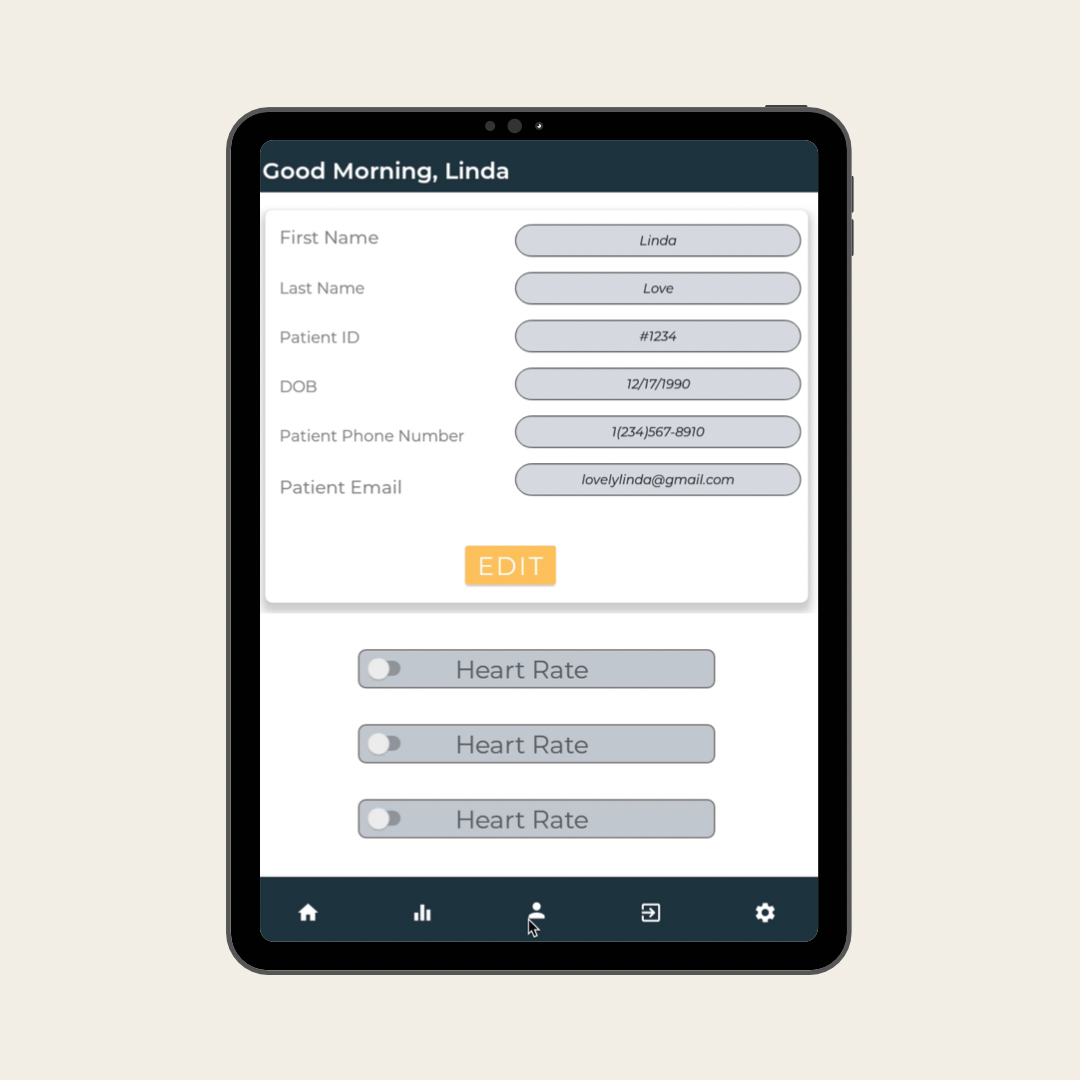 Good Morning, Linda
First Name
Linda
Last Name
Love
Patient ID
#1234
DOB
12/17/1990
Patient Phone Number
1(234)567-8910
Patient Email
lovelylinda@gmail.com
EDIT
Heart Rate
Heart Rate
Heart Rate